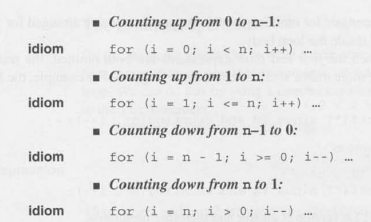 ■ Counting up from 0 to n–1:
idiom for (i = 0; i < n; i++) …
■ Counting up from 1 to n:
idiom for (i = 1; i <= n; i++) …
■ Counting down from n–1 to 0:
idiom for (i = n - 1; i >= 0; i--) …
■ Counting down from n to 1:
idiom for (i = n; i > 0; i--) …